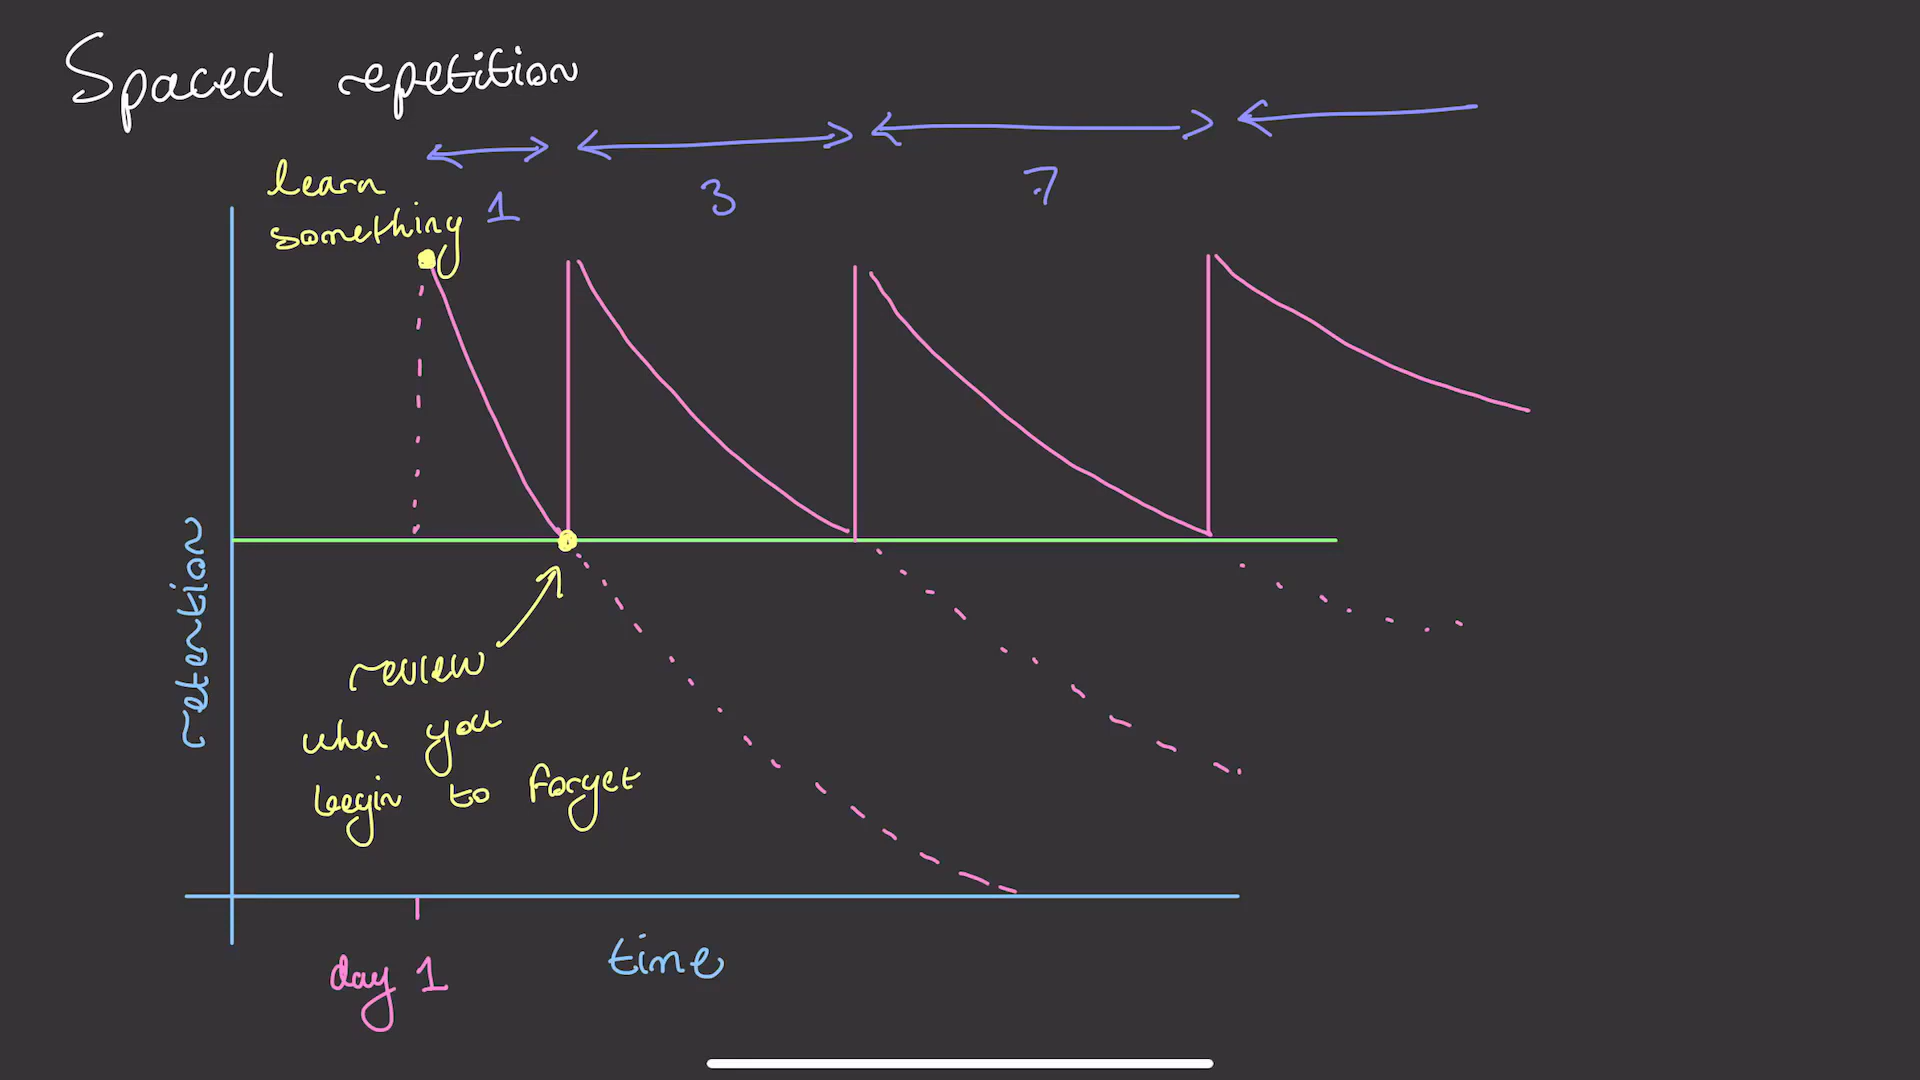 Spaced repetition
learn
something
1
3
7
retention
review
when you
begin to forget
time
day 1